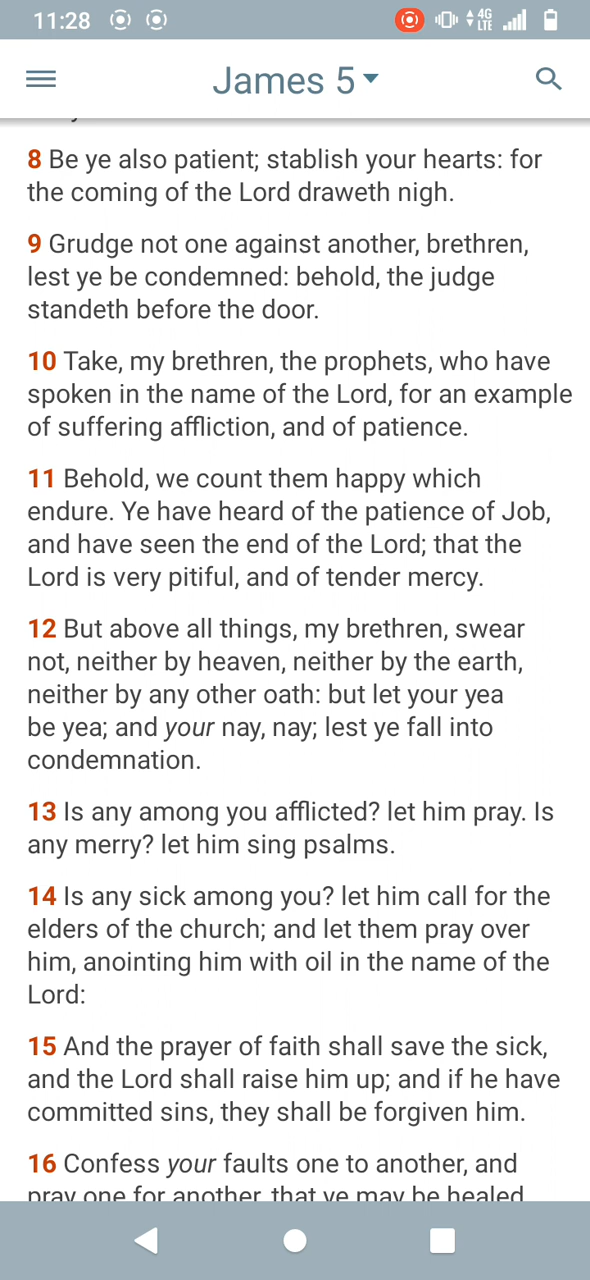 11:28
4G
LTE
James 5
8 Be ye also patient; stablish your hearts: for
the coming of the Lord draweth nigh.
9 Grudge not one against another, brethren,
lest ye be condemned: behold, the judge
standeth before the door.
10 Take, my brethren, the prophets, who have
spoken in the name of the Lord, for an example
of suffering affliction, and of patience.
11 Behold, we count them happy which
endure. Ye have heard of the patience of Job,
and have seen the end of the Lord; that the
Lord is very pitiful, and of tender mercy.
12 But above all things, my brethren, swear
not, neither by heaven, neither by the earth,
neither by any other oath: but let your yea
be yea; and your nay, nay; lest ye fall into
condemnation.
13 Is any among you afflicted? let him pray. Is
any merry? let him sing psalms.
14 Is any sick among you? let him call for the
elders of the church; and let them pray over
him, anointing him with oil in the name of the
Lord:
15 And the prayer of faith shall save the sick,
and the Lord shall raise him up; and if he have
committed sins, they shall be forgiven him.
16 Confess your faults one to another, and
pray one for another, that ye may be healed